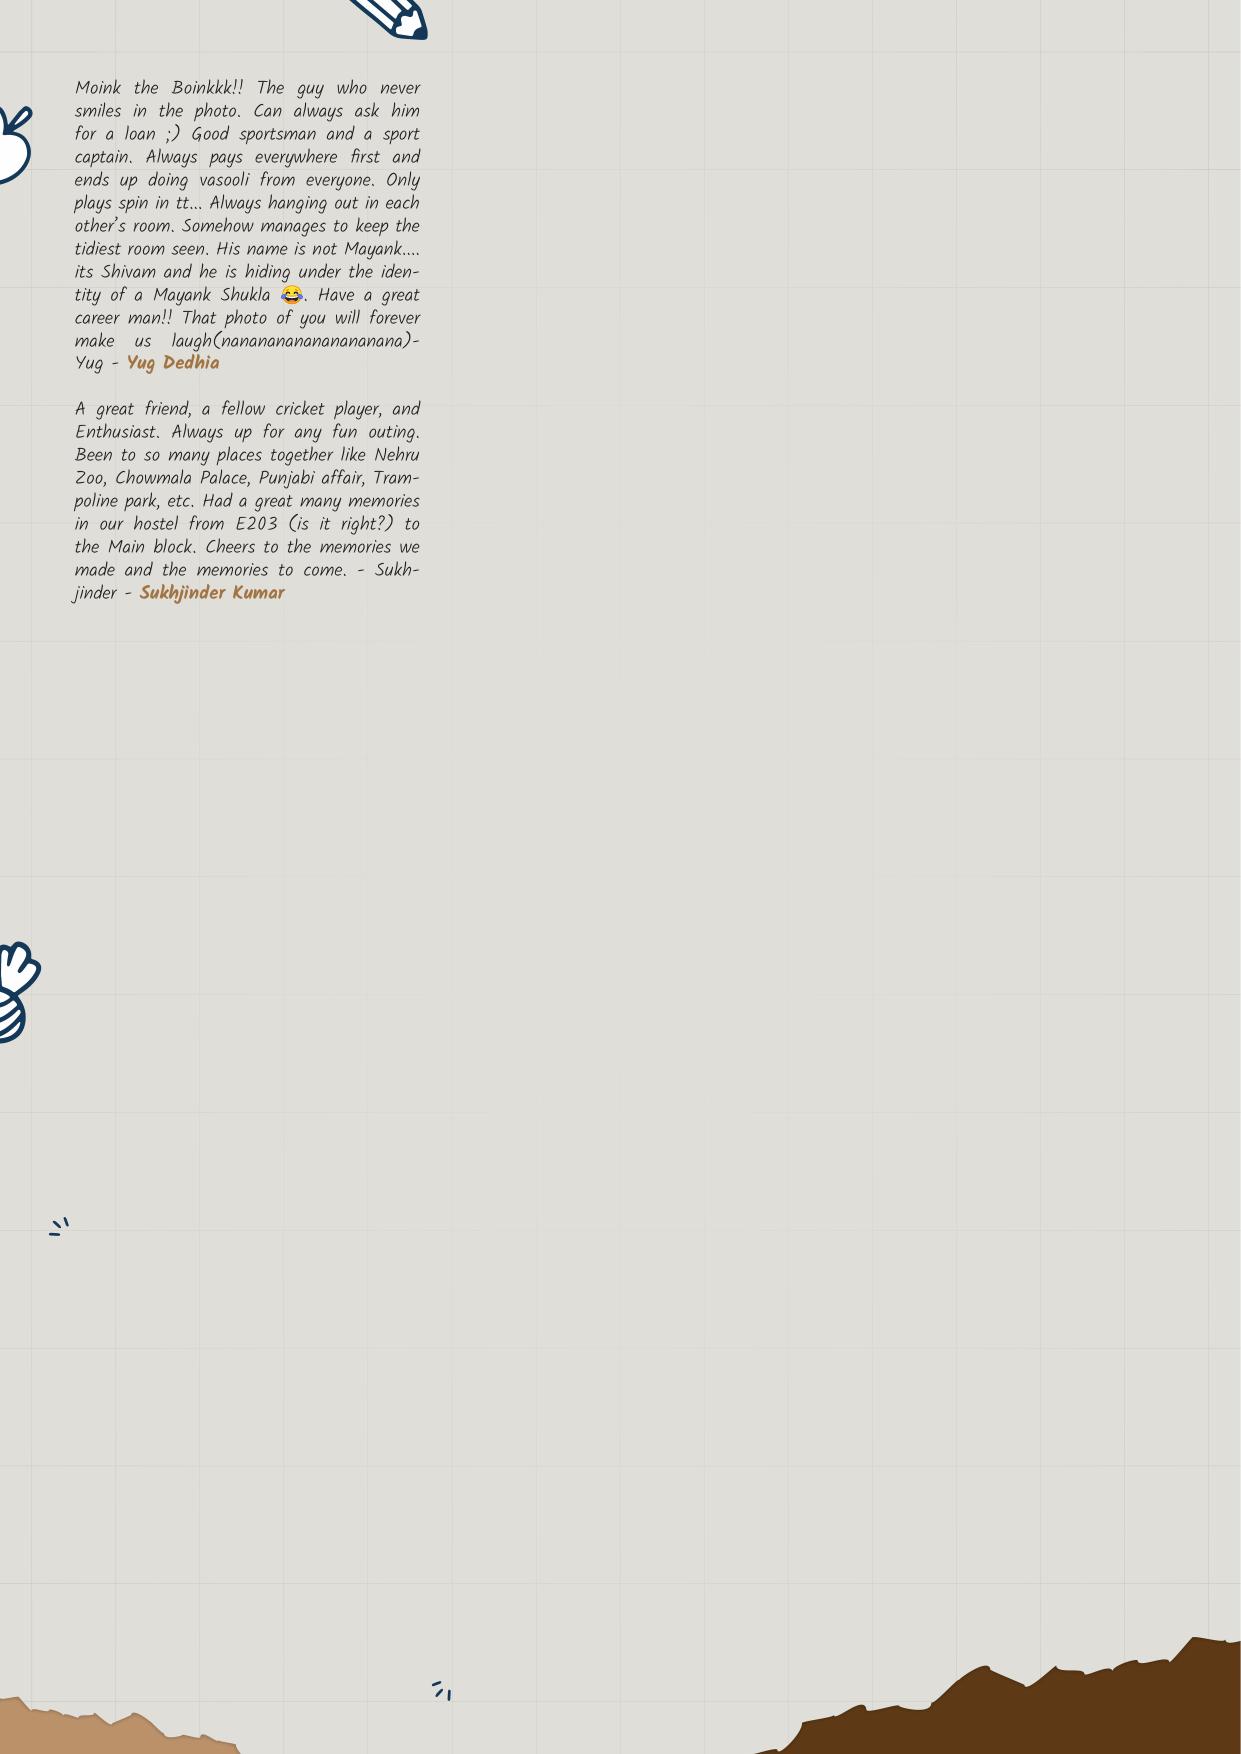 Moink the Boinkkk!! The guy who never
smiles in the photo. Can always ask him
for a loan ;) Good sportsman and a sport
captain. Always pays everywhere first and
ends up doing vasooli from everyone. Only
plays spin in tt... Always hanging out in each
other's room. Somehow manages to keep the
tidiest room seen. His name is not Mayank....
its Shivam and he is hiding under the iden-
tity of a Mayank Shukla 😂. Have a great
career man!! That photo of you will forever
make us laugh(nanananananananana)-
Yug - Yug Dedhia
A great friend, a fellow cricket player, and
Enthusiast. Always up for any fun outing.
Been to so many places together like Nehru
Zoo, Chowmala Palace, Punjabi affair, Tram-
poline park, etc. Had a great many memories
in our hostel from E203 (is it right?) to
the Main block. Cheers to the memories we
made and the memories to come. - Sukh-
jinder - Sukhjinder Kumar